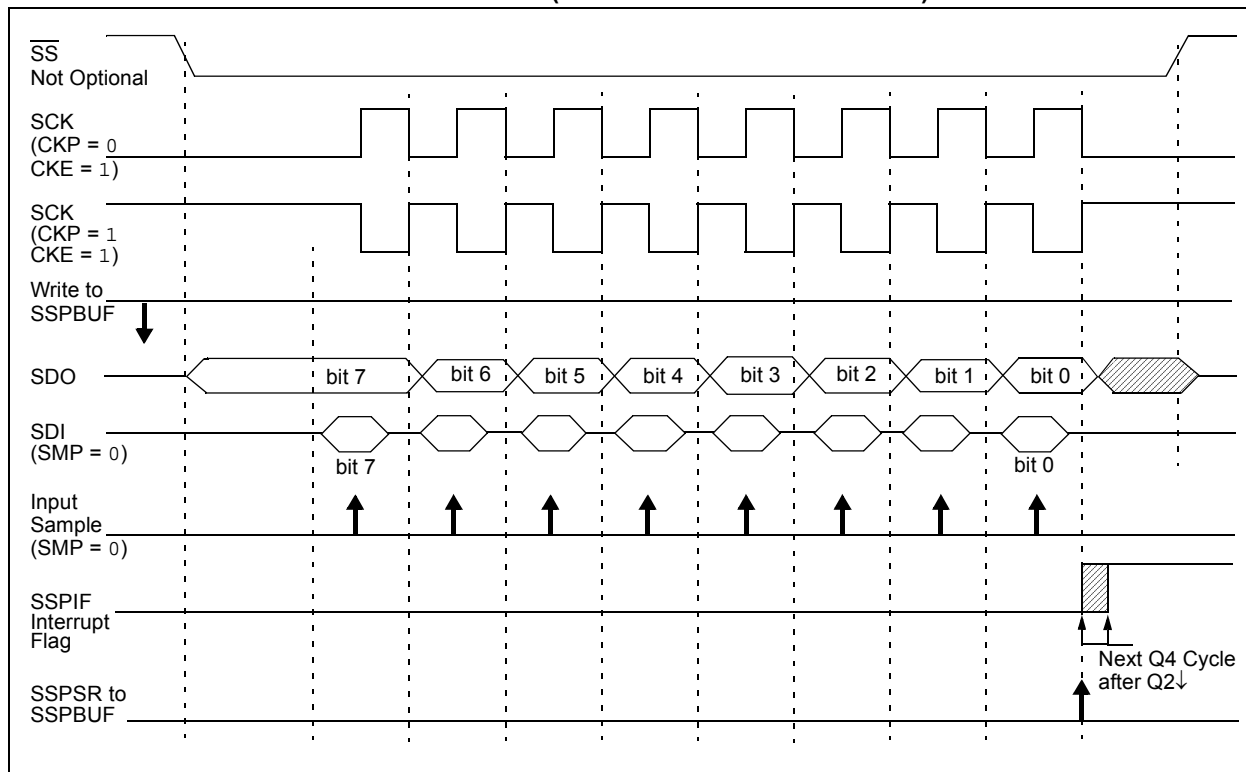 SS
Not Optional
SCK
(CKP = 0
CKE = 1)
SCK
(CKP = 1
CKE = 1)
Write to
SSPBUF
SDO
bit 7
bit 6
bit 5
bit 4
bit 3
bit 2
bit 1
bit 0
SDI
(SMP = 0)
bit 7
bit 0
Input
Sample
(SMP = 0)
SSPIF
Interrupt
Flag
Next Q4 Cycle
after Q2↓
SSPSR to
SSPBUF